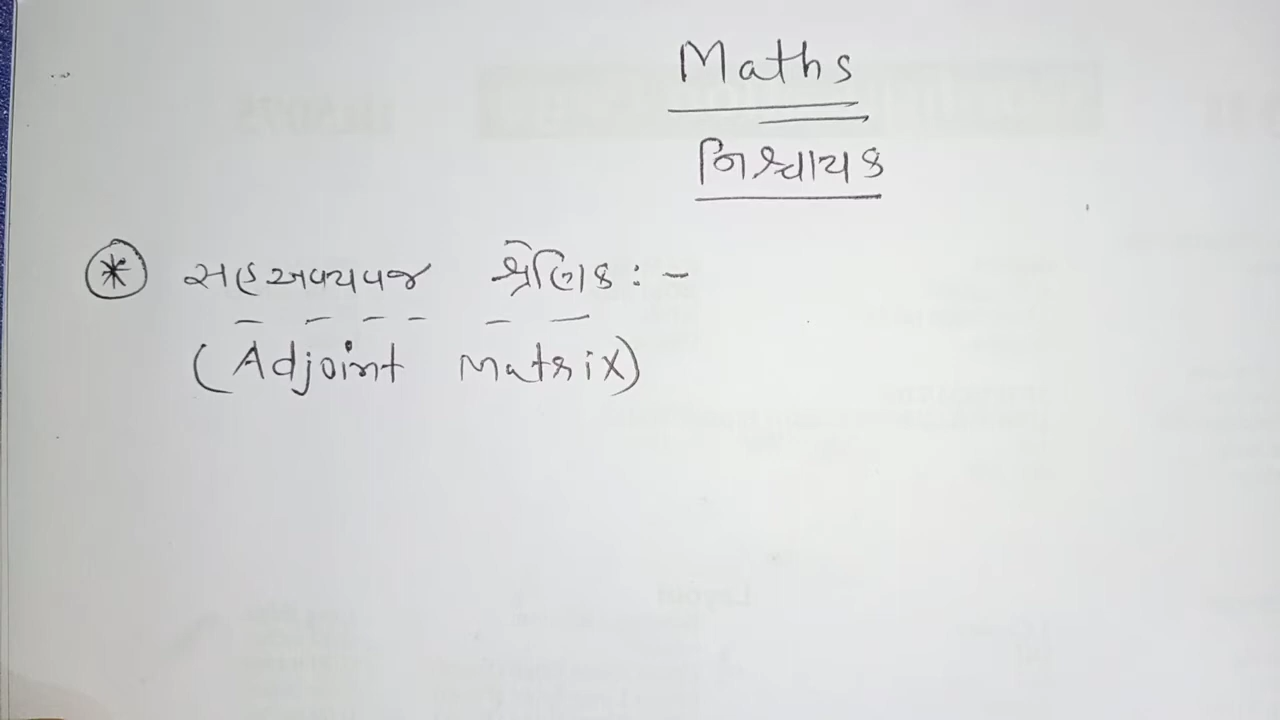 Maths
નિશ્ચાયક
* સહઅવયવજ શ્રેણિક :-
(Adjoint Matrix)